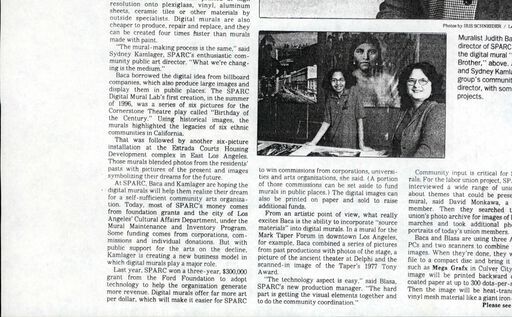 resolution onto plexiglass, vinyl, aluminum
sheets, ceramic tiles or other materials by
outside specialists. Digital murals are also
cheaper to produce, repair and replace, and they
can be created four times faster than murals
made with paint.
"The mural-making process is the same," said
Sydney Kamlager, SPARC's enthusiastic com-
munity public art director. "What we're chang-
ing is the medium."
Baca borrowed the digital idea from billboard
companies, which also produce large images and
display them in public places. The SPARC
Digital Mural Lab's first creation, in the summer
of 1996, was a series of six pictures for the
Cornerstone Theatre play called "Birthday of
the Century." Using historical images, the
murals highlighted the legacies of six ethnic
communities in California.
That was followed by another six-picture
installation at the Estrada Courts Housing
Development complex in East Los Angeles.
Those murals blended photos from the residents'
pasts with pictures of the present and images
symbolizing their dreams for the future.
At SPARC, Baca and Kamlager are hoping the
digital murals will help them realize their dream
for a self-sufficient community arts organiza-
tion. Today, most of SPARC's money comes
from foundation grants and the city of Los
Angeles' Cultural Affairs Department, under the
Mural Maintenance and Inventory Program.
Some funding comes from corporations, com-
missions and individual donations. But with
public support for the arts on the decline,
Kamlager is creating a new business model in
which digital murals play a major role.
Last year, SPARC won a three-year, $300,000
grant from the Ford Foundation to adopt
technology to help the organization generate
more revenue. Digital murals offer far more art
per dollar, which will make it easier for SPARC
Photos by IRIS SCHNEIDER / L
Muralist Judith Ba
director of SPARC
the digital mural "
Brother," above.
and Sydney Kamla
group's communit
director, with som
projects.
to win commissions from corporations, universi-
ties and arts organizations, she said. (A portion
of those commissions can be set aside to fund
murals in public places.) The digital images can
also be printed on paper and sold to raise
additional funds.
From an artistic point of view, what really
excites Baca is the ability to incorporate "source
materials" into digital murals. In a mural for the
Mark Taper Forum in downtown Los Angeles,
for example, Baca combined a series of pictures
from past productions with photos of the stage, a
picture of the ancient theater at Delphi and the
scanned-in image of the Taper's 1977 Tony
Award.
"The technology aspect is easy," said Blasa,
SPARC's new production manager. "The hard
part is getting the visual elements together and
to do the community coordination."
Community input is critical for
rals. For the labor union project, SP
interviewed a wide range of unio
about themes that could be prese
mural, said David Monkawa, a
member. Then they searched t
union's photo archive for images of
marches and took additional ph
portraits of today's union members.
Baca and Blasa are using three
PCs and two scanners to combine
images. When they're done, they w
file to a compact disc and bring it
such as Mega Grafx in Culver City
image will be printed backward
coated paper at up to 300 dots-per-
Then the image will be heat-tran
vinyl mesh material like a giant iron-
Please see